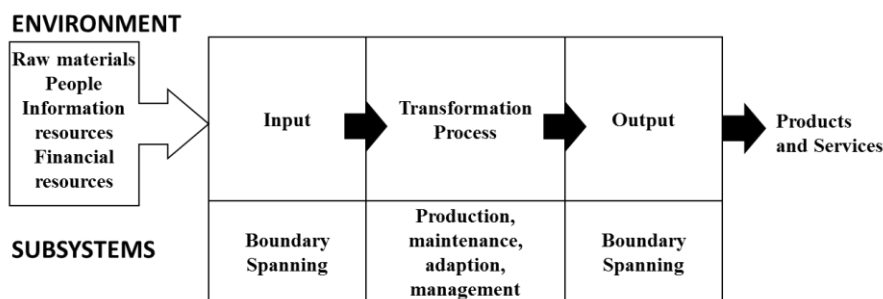 ENVIRONMENT
Raw materials
People
Information
resources
Financial
resources
Input
Transformation
Process
Output
Products
and Services
SUBSYSTEMS
Boundary
Spanning
Production,
maintenance,
adaption,
management
Boundary
Spanning